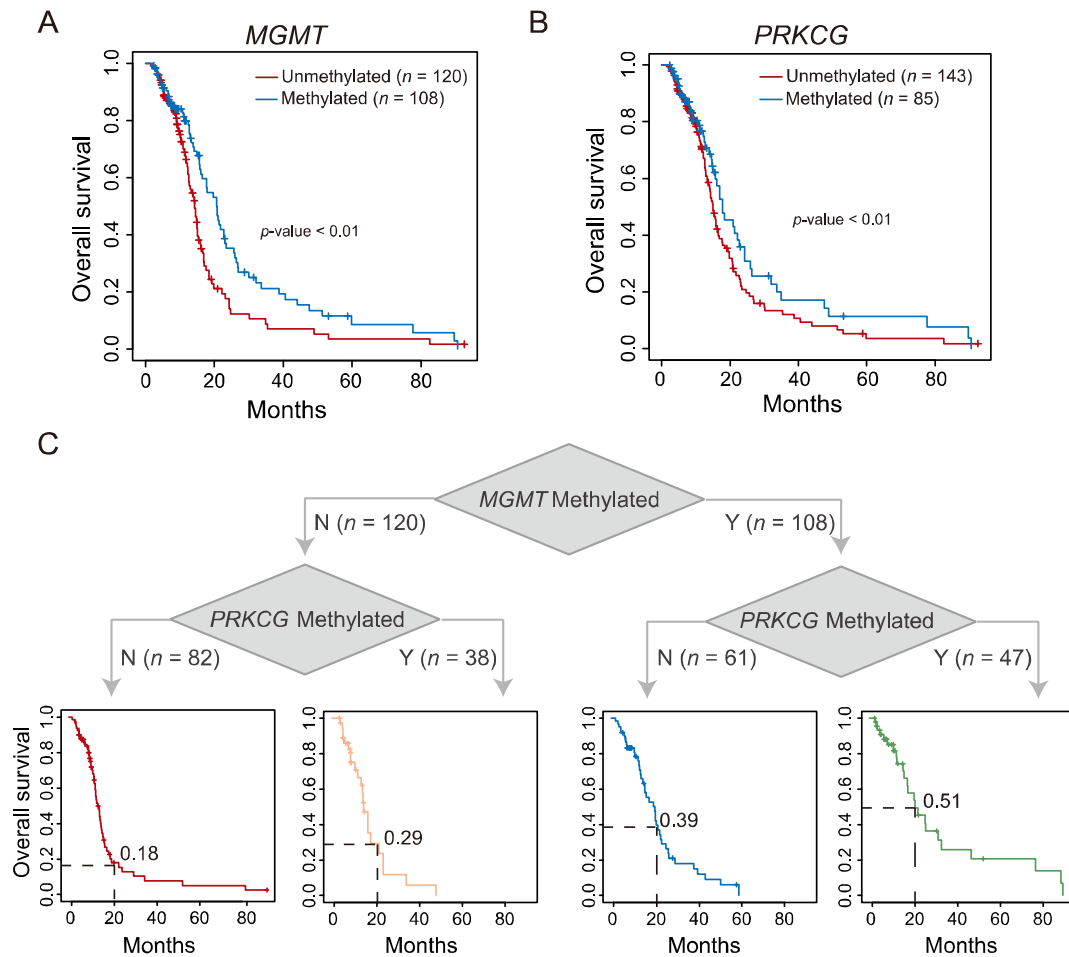 A
MGMT
Unmethylated (n = 120)
Methylated (n = 108)
p-value < 0.01
Overall survival
1.0
0.8
0.6
0.4
0.2
0.0
0 20 40 60 80
Months
B
PRKCG
Unmethylated (n = 143)
Methylated (n = 85)
p-value < 0.01
Overall survival
1.0
0.8
0.6
0.4
0.2
0.0
0 20 40 60 80
Months
C
MGMT Methylated
N (n = 120)
Y (n = 108)
PRKCG Methylated
N (n = 82)
Y (n = 38)
PRKCG Methylated
N (n = 61)
Y (n = 47)
Overall survival
1.0
0.8
0.6
0.4
0.2
0.0
0.18
0 20 40 60 80
Months
1.0
0.8
0.6
0.4
0.2
0.0
0.29
0 20 40 60 80
Months
1.0
0.8
0.6
0.4
0.2
0.0
0.39
0 20 40 60 80
Months
1.0
0.8
0.6
0.4
0.2
0.0
0.51
0 20 40 60 80
Months